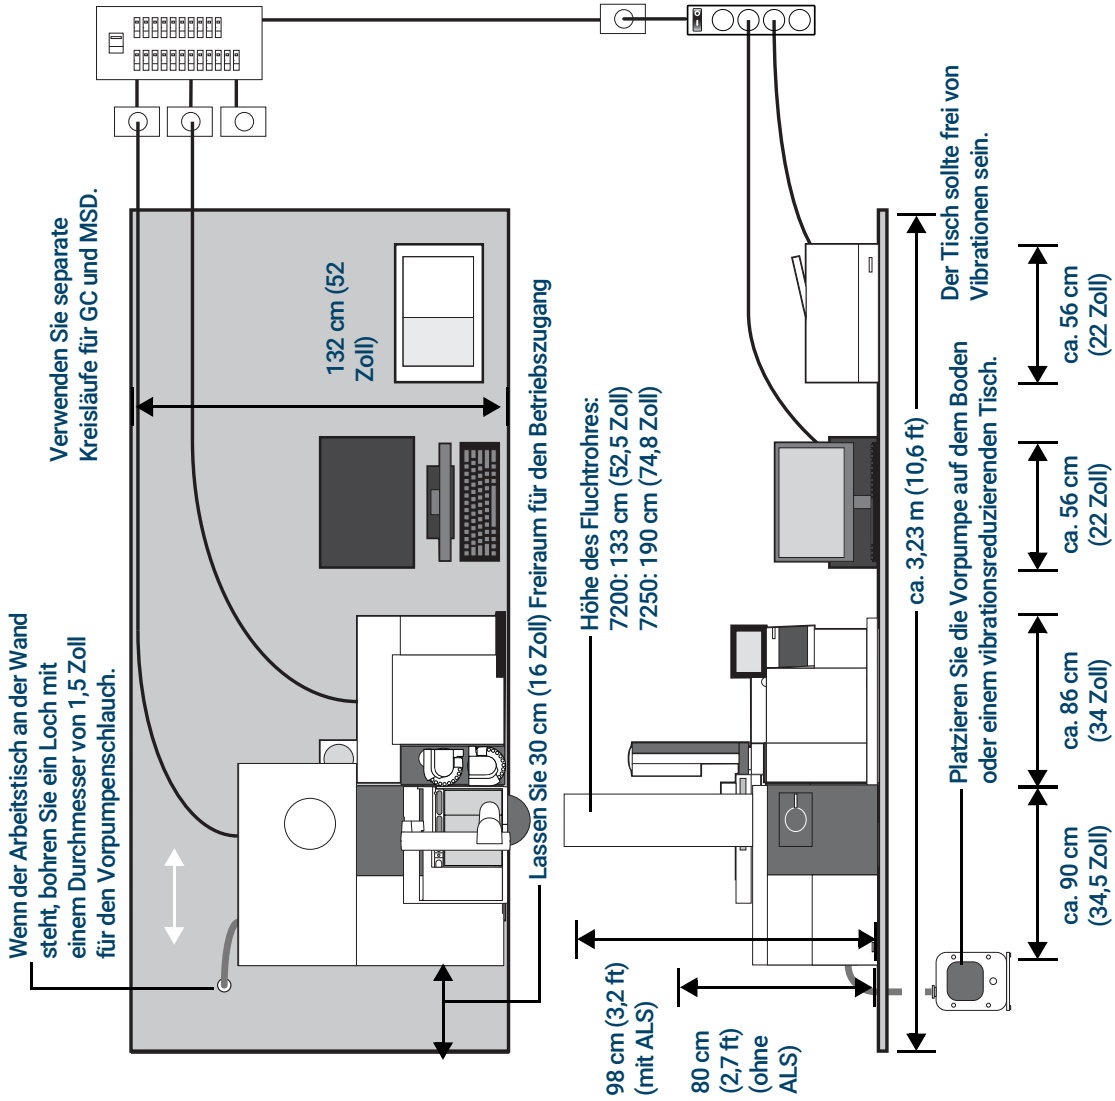 Wenn der Arbeitstisch an der Wand
steht, bohren Sie ein Loch mit
einem Durchmesser von 1,5 Zoll
für den Vorpumpenschlauch.
Verwenden Sie separate
Kreisläufe für GC und MSD.
132 cm (52
Zoll)
Lassen Sie 30 cm (16 Zoll) Freiraum für den Betriebszugang
Höhe des Fluchtrohres:
7200: 133 cm (52,5 Zoll)
7250: 190 cm (74,8 Zoll)
98 cm (3,2 ft)
(mit ALS)
80 cm
(2,7 ft)
(ohne
ALS)
ca. 3,23 m (10,6 ft)
Der Tisch sollte frei von
Vibrationen sein.
Platzieren Sie die Vorpumpe auf dem Boden
oder einem vibrationsreduzierenden Tisch.
ca. 90 cm
(34,5 Zoll)
ca. 86 cm
(34 Zoll)
ca. 56 cm
(22 Zoll)
ca. 56 cm
(22 Zoll)